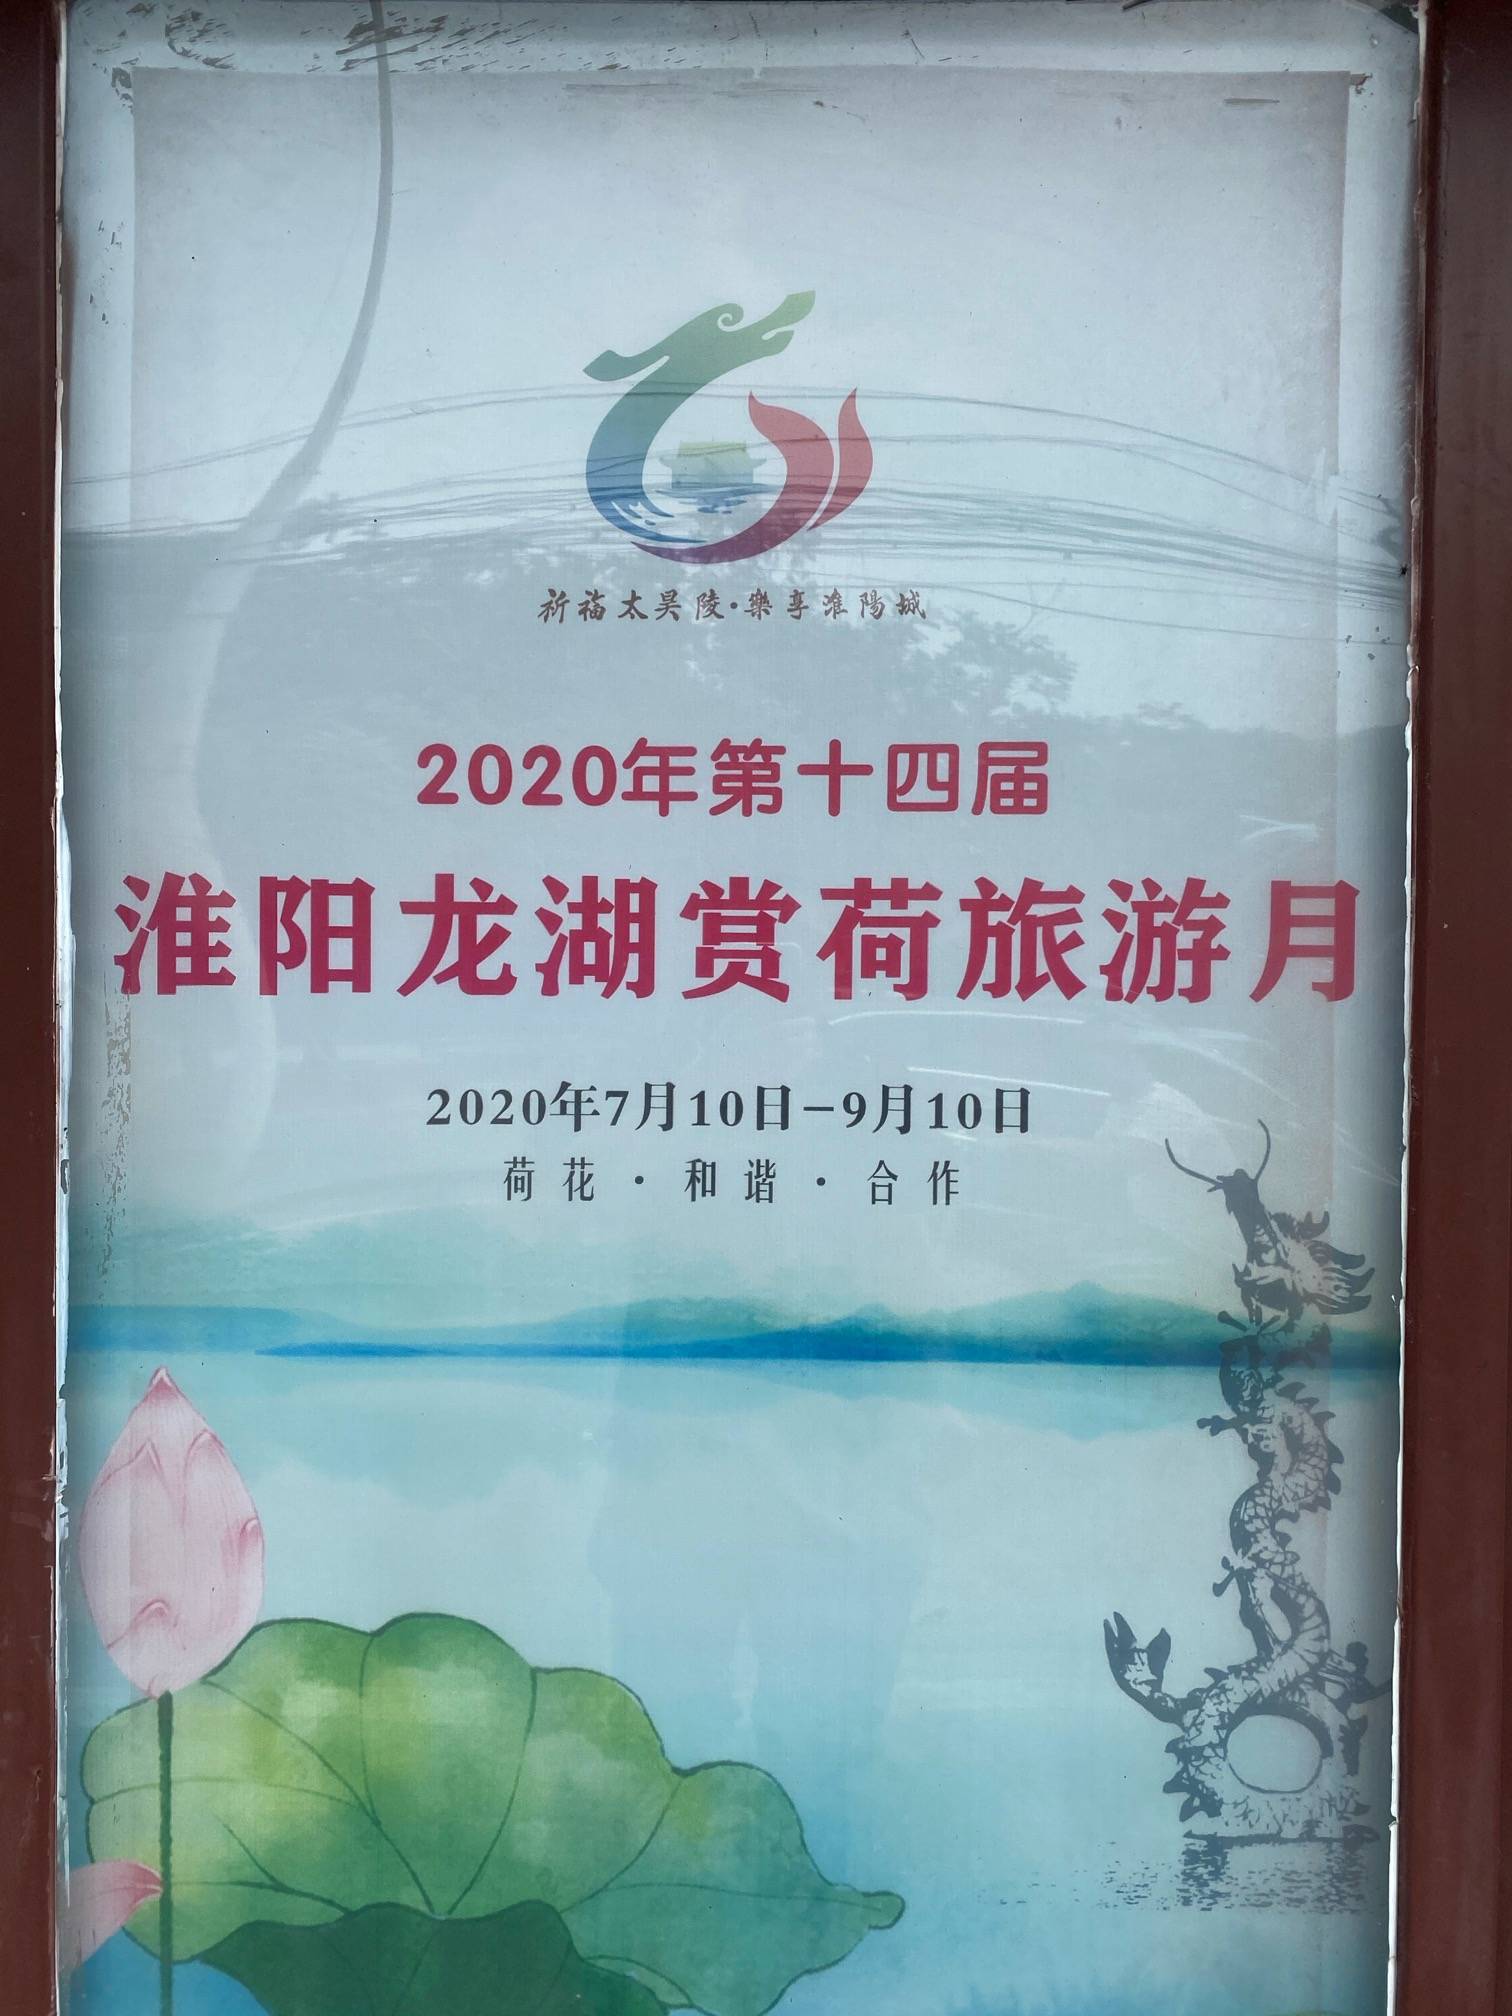 祈福太昊陵·樂享淮陽城
2020年第十四届
淮阳龙湖赏荷旅游月
2020年7月10日－9月10日
荷花·和谐·合作